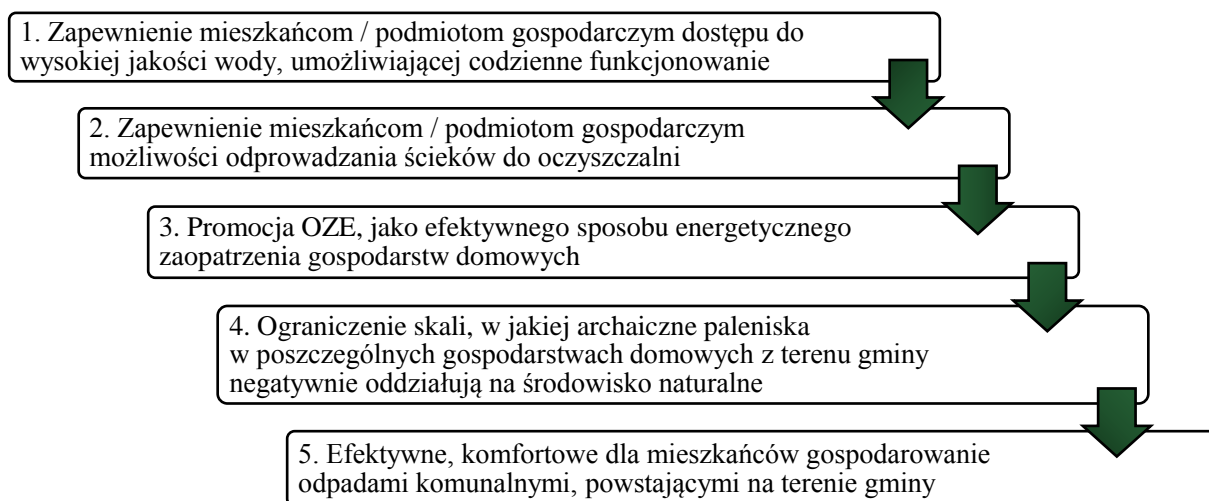 1. Zapewnienie mieszkańcom / podmiotom gospodarczym dostępu do
wysokiej jakości wody, umożliwiającej codzienne funkcjonowanie
2. Zapewnienie mieszkańcom / podmiotom gospodarczym
możliwości odprowadzania ścieków do oczyszczalni
3. Promocja OZE, jako efektywnego sposobu energetycznego
zaopatrzenia gospodarstw domowych
4. Ograniczenie skali, w jakiej archaiczne paleniska
w poszczególnych gospodarstwach domowych z terenu gminy
negatywnie oddziałują na środowisko naturalne
5. Efektywne, komfortowe dla mieszkańców gospodarowanie
odpadami komunalnymi, powstającymi na terenie gminy